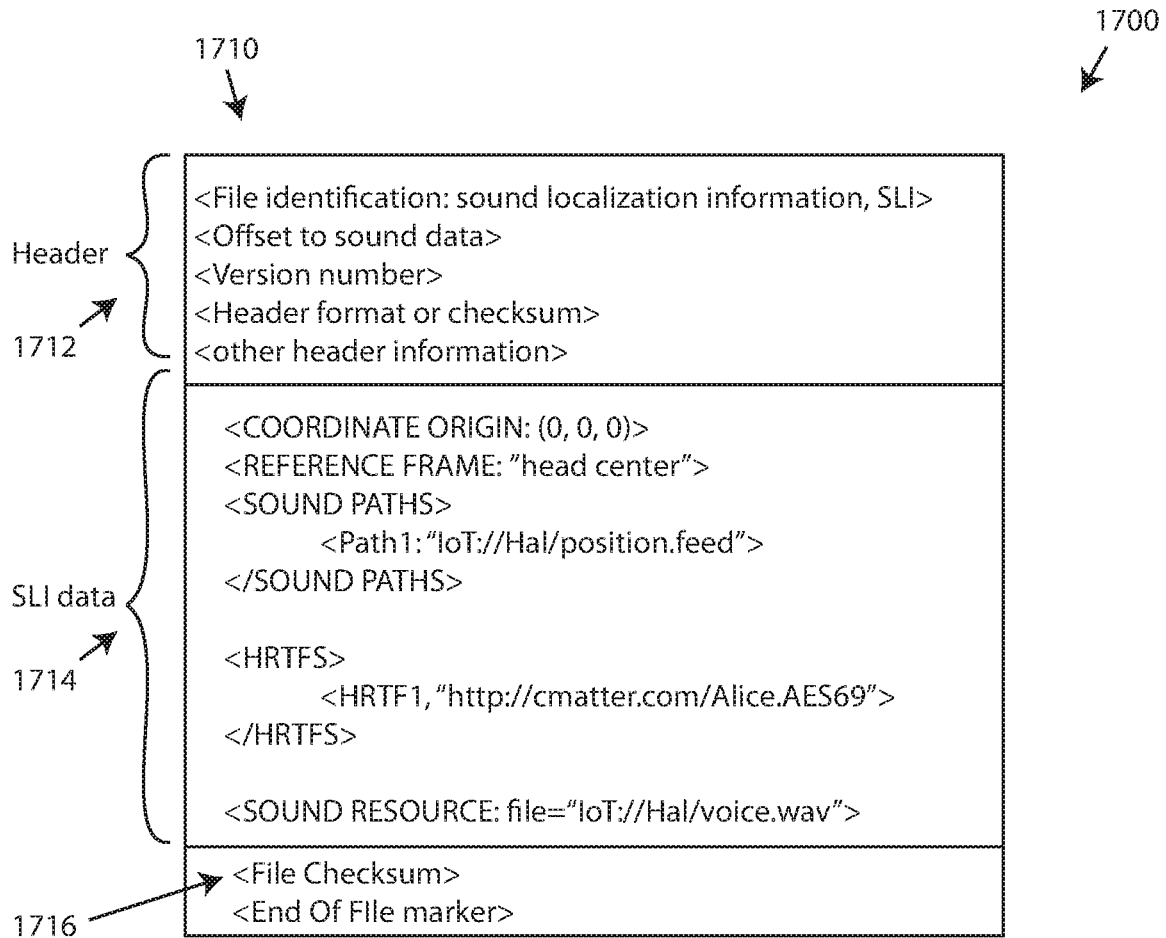 1700
1710
Header
1712
<File identification: sound localization information, SLI>
<Offset to sound data>
<Version number>
<Header format or checksum>
<other header information>
SLI data
1714
<COORDINATE ORIGIN: (0, 0, 0)>
<REFERENCE FRAME: “head center”>
<SOUND PATHS>
<Path1: “IoT://Hal/position.feed”>
</SOUND PATHS>
<HRTFS>
<HRTF1, “http://cmatter.com/Alice.AES69”>
</HRTFS>
<SOUND RESOURCE: file=“IoT://Hal/voice.wav”>
1716
<File Checksum>
<End Of FIle marker>